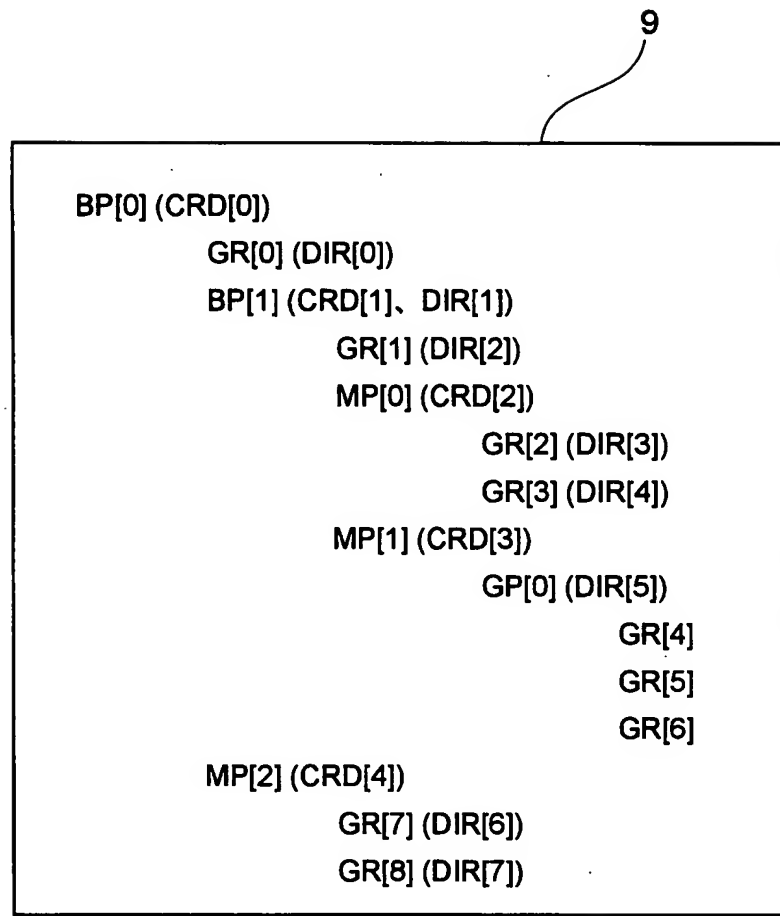 9
BP[0] (CRD[0])
GR[0] (DIR[0])
BP[1] (CRD[1]、DIR[1])
GR[1] (DIR[2])
MP[0] (CRD[2])
GR[2] (DIR[3])
GR[3] (DIR[4])
MP[1] (CRD[3])
GP[0] (DIR[5])
GR[4]
GR[5]
GR[6]
MP[2] (CRD[4])
GR[7] (DIR[6])
GR[8] (DIR[7])